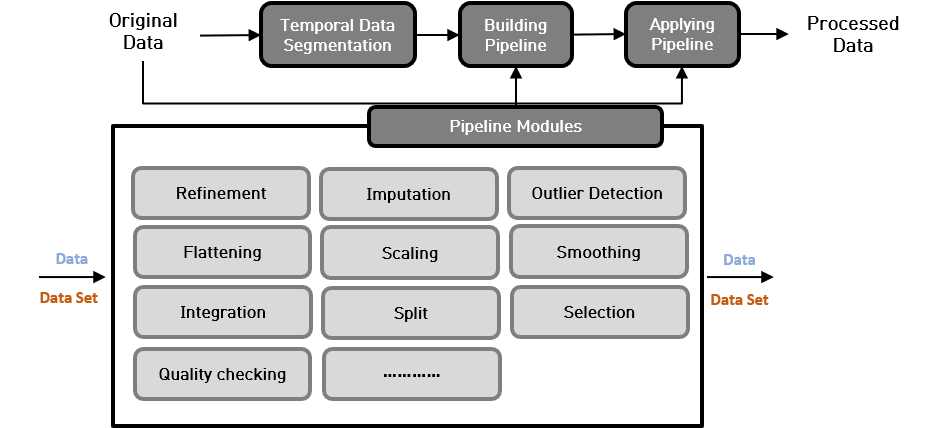 Original
Data
Temporal Data
Segmentation
Building
Pipeline
Applying
Pipeline
Processed
Data
Pipeline Modules
Refinement
Imputation
Outlier Detection
Flattening
Scaling
Smoothing
Data
Data Set
Data
Data Set
Integration
Split
Selection
Quality checking
............